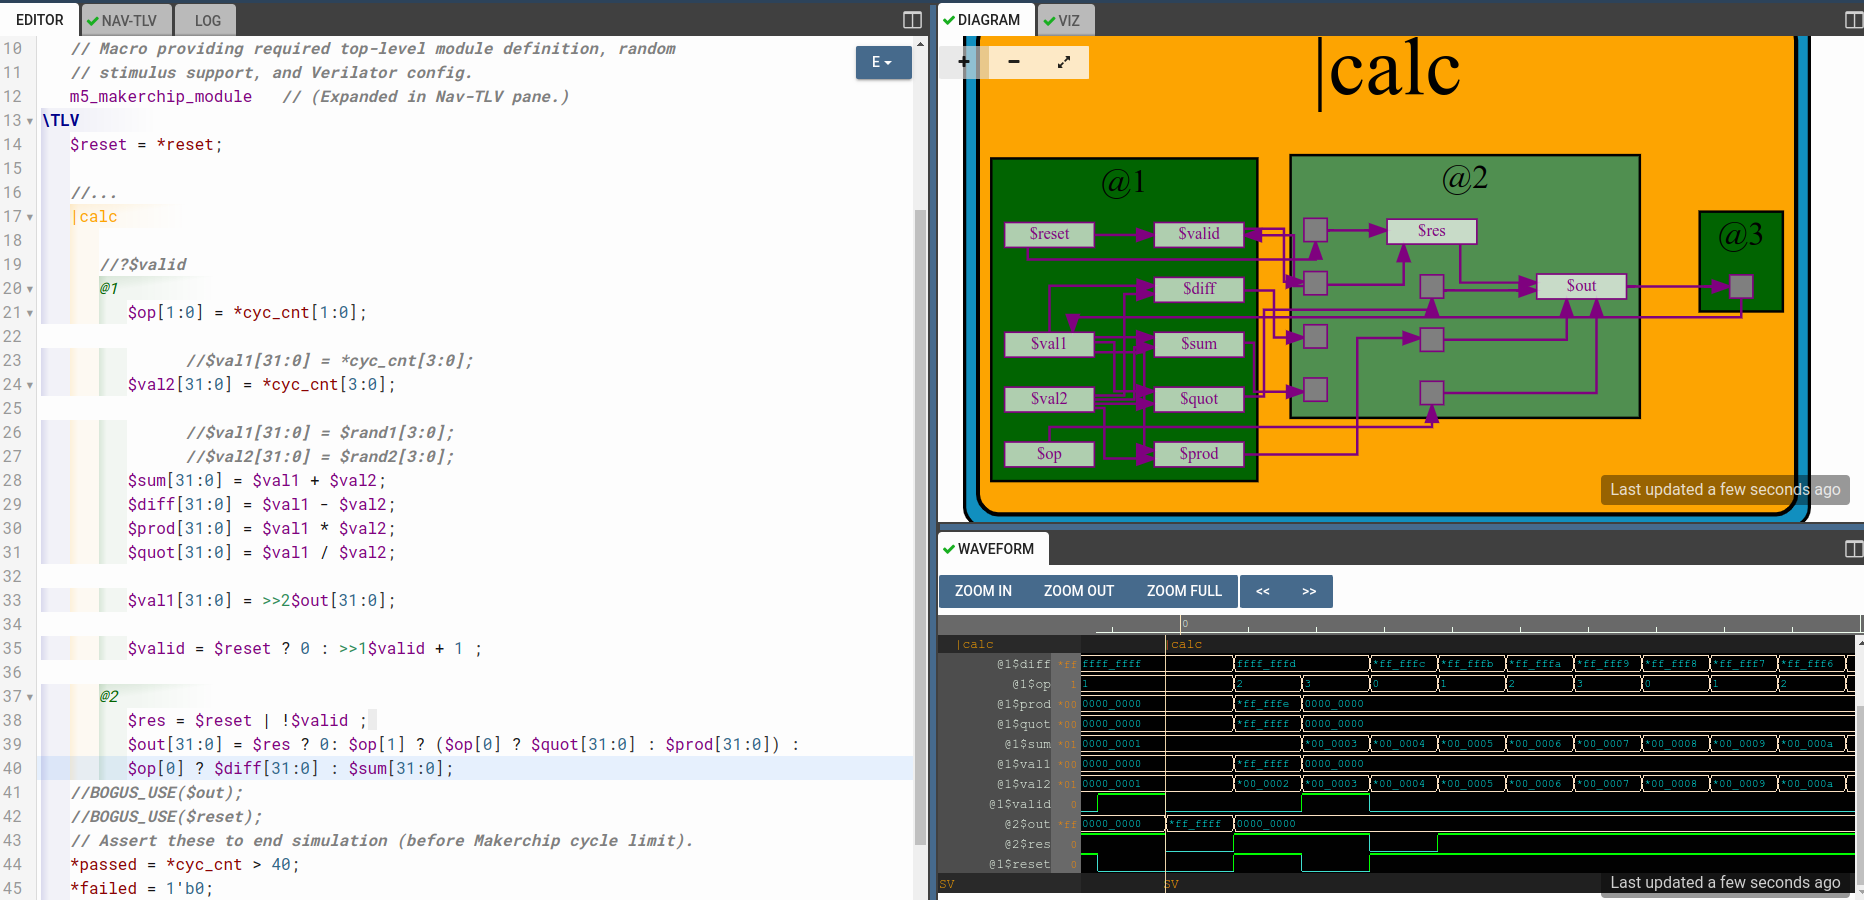 EDITOR
NAV-TLV
LOG
E
10 // Macro providing required top-level module definition, random
11 // stimulus support, and Verilator config.
12 m5_makerchip_module // (Expanded in Nav-TLV pane.)
13 \TLV
14 $reset = *reset;
15
16 //...
17 |calc
18
19 //?$valid
20 @1
21 $op[1:0] = *cyc_cnt[1:0];
22
23 //$val1[31:0] = *cyc_cnt[3:0];
24 $val2[31:0] = *cyc_cnt[3:0];
25
26 //$val1[31:0] = $rand1[3:0];
27 //$val2[31:0] = $rand2[3:0];
28 $sum[31:0] = $val1 + $val2;
29 $diff[31:0] = $val1 - $val2;
30 $prod[31:0] = $val1 * $val2;
31 $quot[31:0] = $val1 / $val2;
32
33 $val1[31:0] = >>2$out[31:0];
34
35 $valid = $reset ? 0 : >>1$valid + 1 ;
36
37 @2
38 $res = $reset | !$valid ;
39 $out[31:0] = $res ? 0: $op[1] ? ($op[0] ? $quot[31:0] : $prod[31:0]) :
40 $op[0] ? $diff[31:0] : $sum[31:0];
41 //BOGUS_USE($out);
42 //BOGUS_USE($reset);
43 // Assert these to end simulation (before Makerchip cycle limit).
44 *passed = *cyc_cnt > 40;
45 *failed = 1'b0;
DIAGRAM
VIZ
+ −
|calc
@1
@2
@3
$reset
$valid
$res
$diff
$out
$val1
$sum
$val2
$quot
$op
$prod
Last updated a few seconds ago
WAVEFORM
ZOOM IN
ZOOM OUT
ZOOM FULL
<<
>>
0
|calc |calc
@1$diff *ff ffff_ffff ffff_fffd *ff_fffc *ff_fffb *ff_fffa *ff_fff9 *ff_fff8 *ff_fff7 *ff_fff6
@1$op 1 1 2 3 0 1 2 3 0 1 2
@1$prod *00 0000_0000 *ff_fffe 0000_0000
@1$quot *00 0000_0000 *ff_ffff 0000_0000
@1$sum *01 0000_0001 *00_0003 *00_0004 *00_0005 *00_0006 *00_0007 *00_0008 *00_0009 *00_000a
@1$val1 *00 0000_0000 *ff_ffff 0000_0000
@1$val2 *01 0000_0001 *00_0002 *00_0003 *00_0004 *00_0005 *00_0006 *00_0007 *00_0008 *00_0009 *00_000a
@1$valid 0
@2$out *ff 0000_0000 *ff_ffff 0000_0000
@2$res 0
@1$reset 0
SV SV
Last updated a few seconds ago